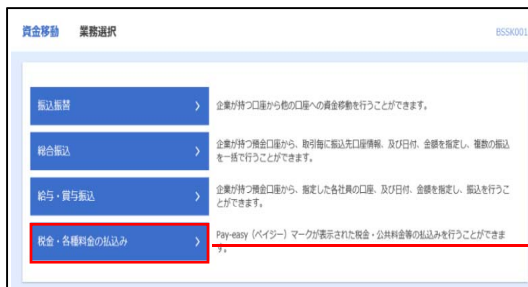 資金移動 業務選択 BSSK001
振込振替 企業が持つ口座から他の口座への資金移動を行うことができます。
総合振込 企業が持つ預金口座から、取引毎に振込先口座情報、及び日付、金額を指定し、複数の振込
を一括で行うことができます。
給与・賞与振込 企業が持つ預金口座から、指定した各社員の口座、及び日付、金額を指定し、振込を行うこ
とができます。
税金・各種料金の払込み Pay-easy（ペイジー）マークが表示された税金・公共料金等の払込みを行うことができま
す。